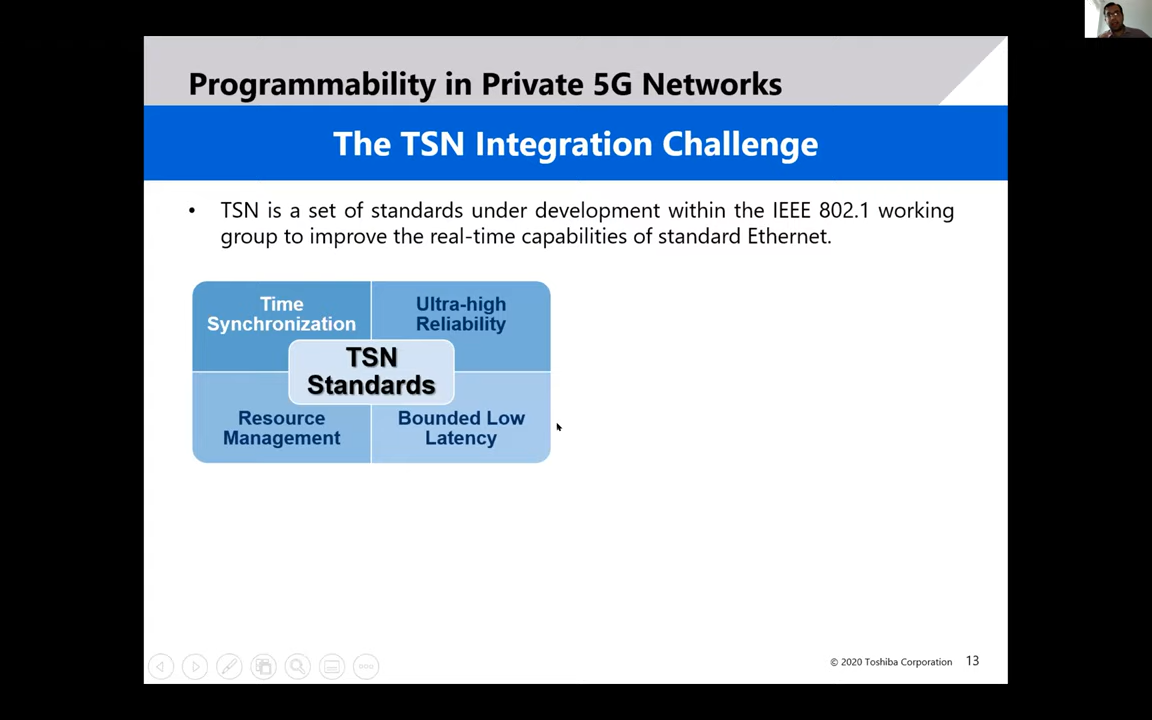 Programmability in Private 5G Networks
The TSN Integration Challenge
• TSN is a set of standards under development within the IEEE 802.1 working
group to improve the real-time capabilities of standard Ethernet.
Time
Synchronization
Ultra-high
Reliability
TSN
Standards
Resource
Management
Bounded Low
Latency
© 2020 Toshiba Corporation 13